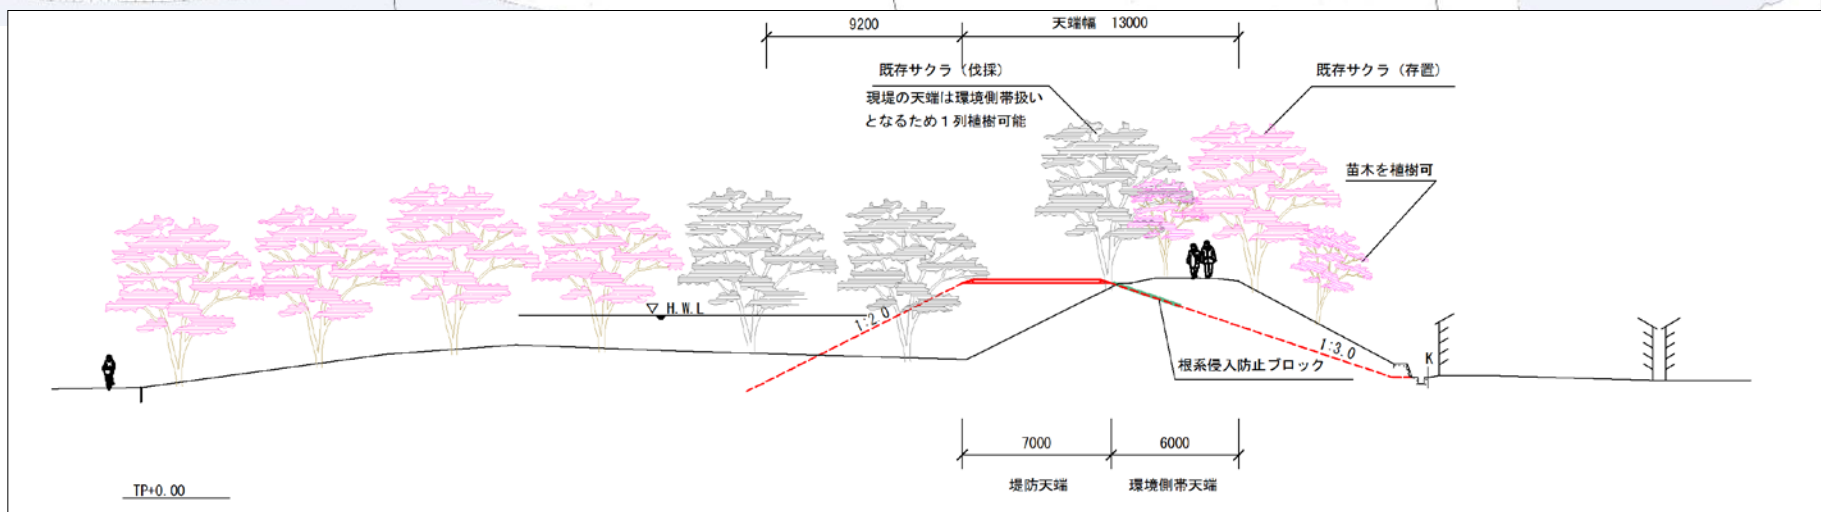 9200
天端幅 13000
既存サクラ（伐採）
現堤の天端は環境側帯扱い
となるため１列植樹可能
既存サクラ（存置）
苗木を植樹可
H.W.L
1:2.0
1:3.0
K
根系侵入防止ブロック
7000
6000
堤防天端
環境側帯天端
TP+0.00